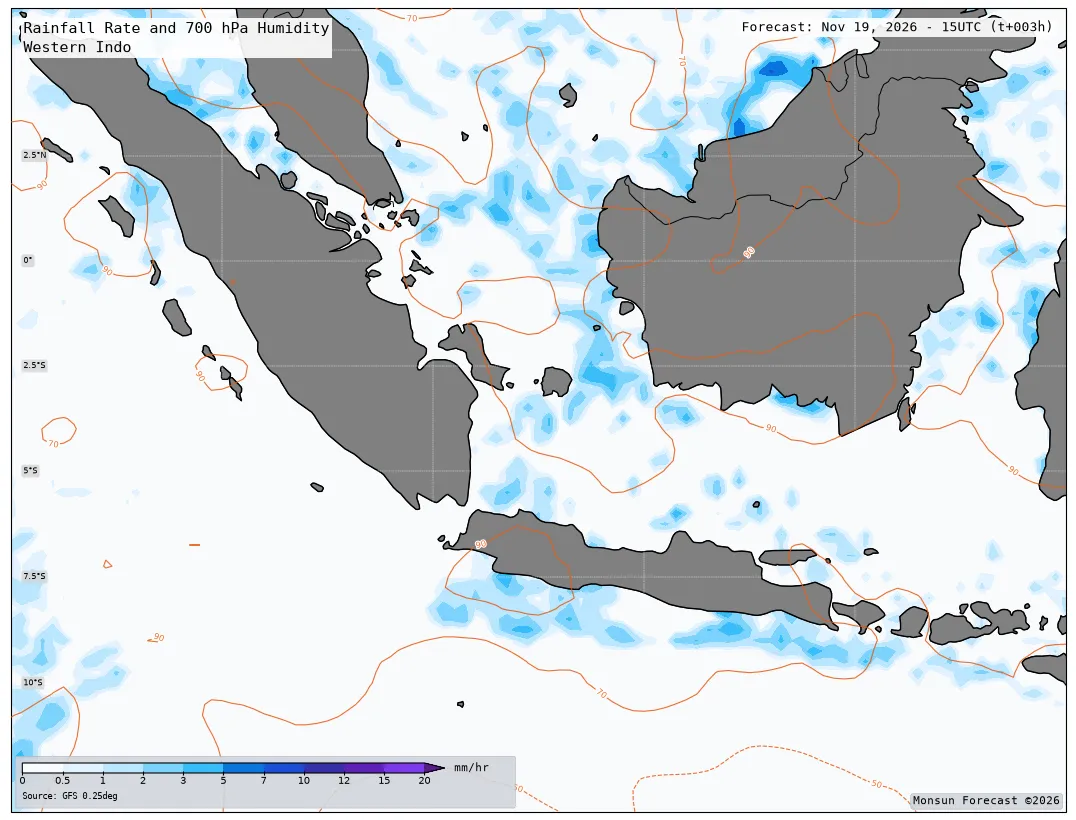 Rainfall Rate and 700 hPa Humidity
Western Indo
Forecast: Nov 19, 2026 - 15UTC (t+003h)
70
70
2.5°N
90
90
90
0°
2.5°S
90
90
70
90
5°S
90
7.5°S
90
10°S
70
50
50
mm/hr
0 0.5 1 2 3 5 7 10 12 15 20
Source: GFS 0.25deg
Monsun Forecast ©2026